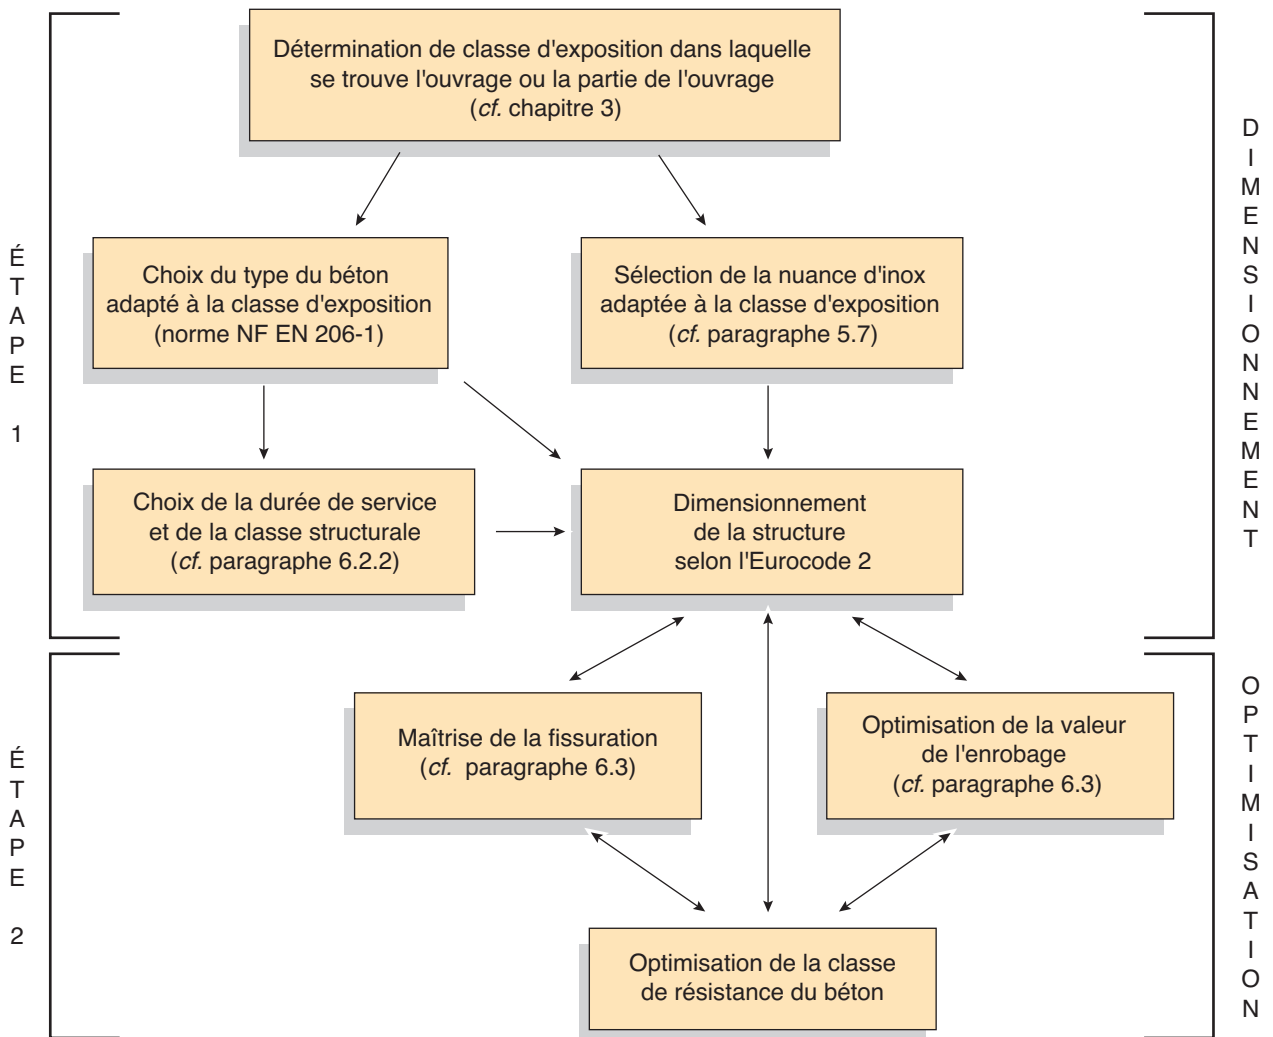 Détermination de classe d'exposition dans laquelle
se trouve l'ouvrage ou la partie de l'ouvrage
(cf. chapitre 3)
Choix du type du béton
adapté à la classe d'exposition
(norme NF EN 206-1)
Sélection de la nuance d'inox
adaptée à la classe d'exposition
(cf. paragraphe 5.7)
Choix de la durée de service
et de la classe structurale
(cf. paragraphe 6.2.2)
Dimensionnement
de la structure
selon l'Eurocode 2
ÉTAPE 1
DIMENSIONNEMENT
Maîtrise de la fissuration
(cf. paragraphe 6.3)
Optimisation de la valeur
de l'enrobage
(cf. paragraphe 6.3)
Optimisation de la classe
de résistance du béton
ÉTAPE 2
OPTIMISATION